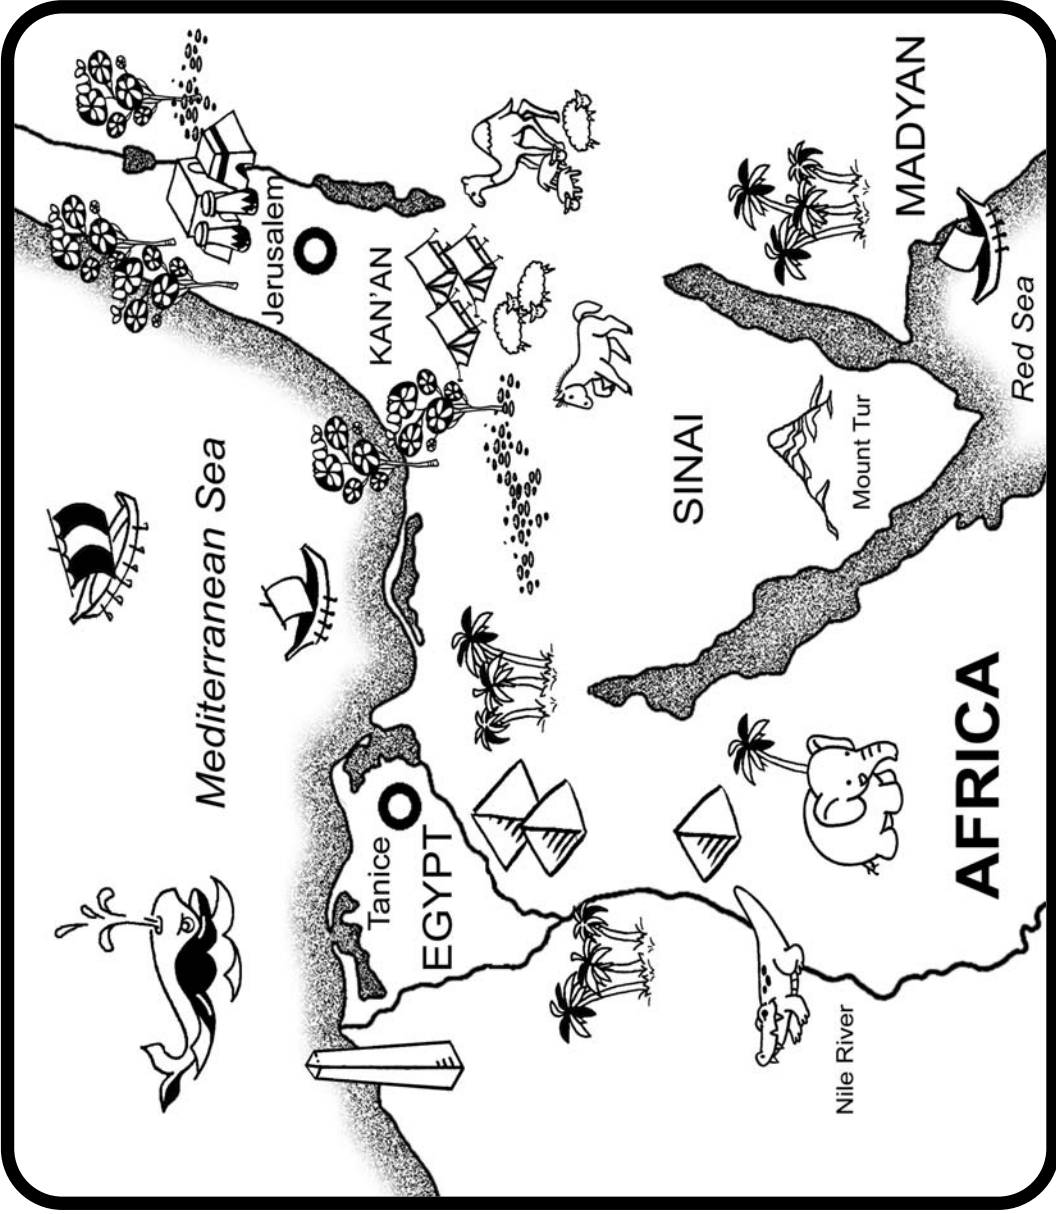 Mediterranean Sea
Jerusalem
KAN'AN
Tanice
EGYPT
SINAI
Mount Tur
MADYAN
Red Sea
Nile River
AFRICA